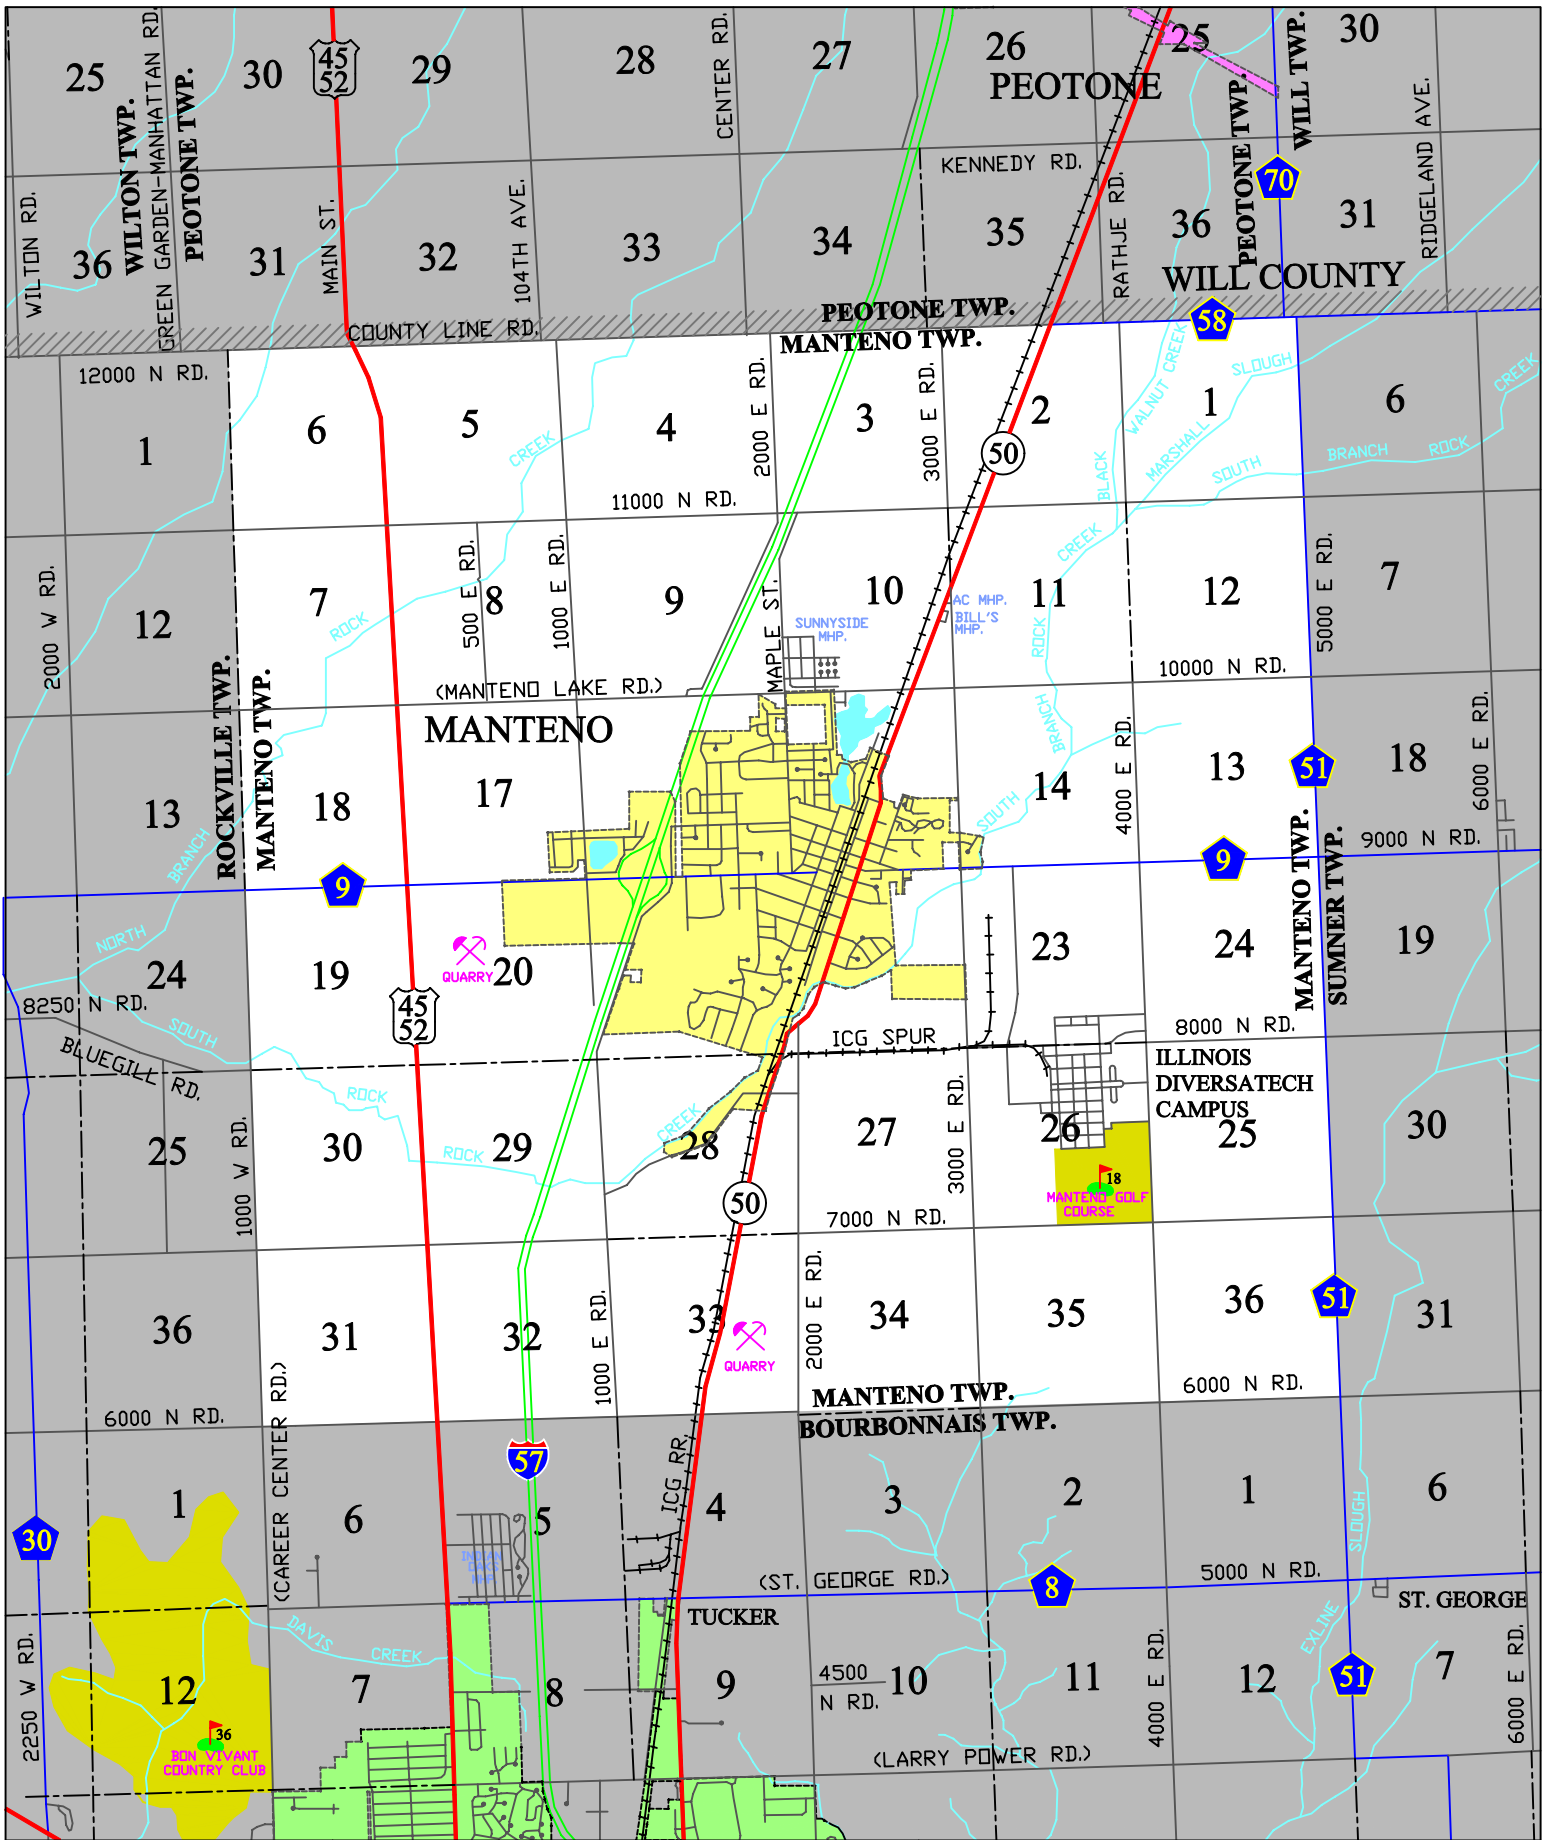 25
30
45
52
29
28
27
26
25
30
PEOTONE
WILTON TWP.
GREEN GARDEN-MANHATTAN RD.
PEOTONE TWP.
CENTER RD.
PEOTONE TWP.
WILL TWP.
RIDGELAND AVE.
KENNEDY RD.
70
WILTON RD.
36
31
MAIN ST.
32
104TH AVE.
33
34
35
RATHJE RD.
36
31
WILL COUNTY
COUNTY LINE RD.
PEOTONE TWP.
MANTENO TWP.
58
12000 N RD.
1
6
5
CREEK
4
2000 E RD.
3
3000 E RD.
2
50
BLACK
WALNUT CREEK
MARSHALL
SLOUGH
1
6
SOUTH
BRANCH
ROCK
CREEK
11000 N RD.
2000 W RD.
12
7
ROCK
500 E RD.
8
1000 E RD.
9
MAPLE ST.
10
SUNNYSIDE
MHP.
AC MHP.
BILL'S
MHP.
11
CREEK
ROCK
BRANCH
SOUTH
12
5000 E RD.
7
10000 N RD.
(MANTENO LAKE RD.)
MANTENO
ROCKVILLE TWP.
MANTENO TWP.
13
BRANCH
18
17
14
4000 E RD.
13
51
18
6000 E RD.
9000 N RD.
9
9
MANTENO TWP.
SUMNER TWP.
NORTH
24
19
QUARRY
20
23
24
19
8250 N RD.
45
52
BLUEGILL RD.
SOUTH
ICG SPUR
8000 N RD.
ILLINOIS
DIVERSATECH
CAMPUS
25
1000 W RD.
ROCK
30
ROCK
29
CREEK
28
27
3000 E RD.
26
25
30
18
MANTENO GOLF
COURSE
50
7000 N RD.
36
31
32
1000 E RD.
33
QUARRY
2000 E RD.
34
35
36
51
31
6000 N RD.
6000 N RD.
MANTENO TWP.
BOURBONNAIS TWP.
(CAREER CENTER RD.)
57
ICG RR.
1
6
5
4
3
2
1
6
SLOUGH
30
INDIAN
OAKS
MHP.
(ST. GEORGE RD.)
8
5000 N RD.
TUCKER
ST. GEORGE
2250 W RD.
DAVIS
CREEK
EXLINE
12
7
8
9
4500
N RD.
10
11
4000 E RD.
12
51
7
6000 E RD.
36
BON VIVANT
COUNTRY CLUB
(LARRY POWER RD.)